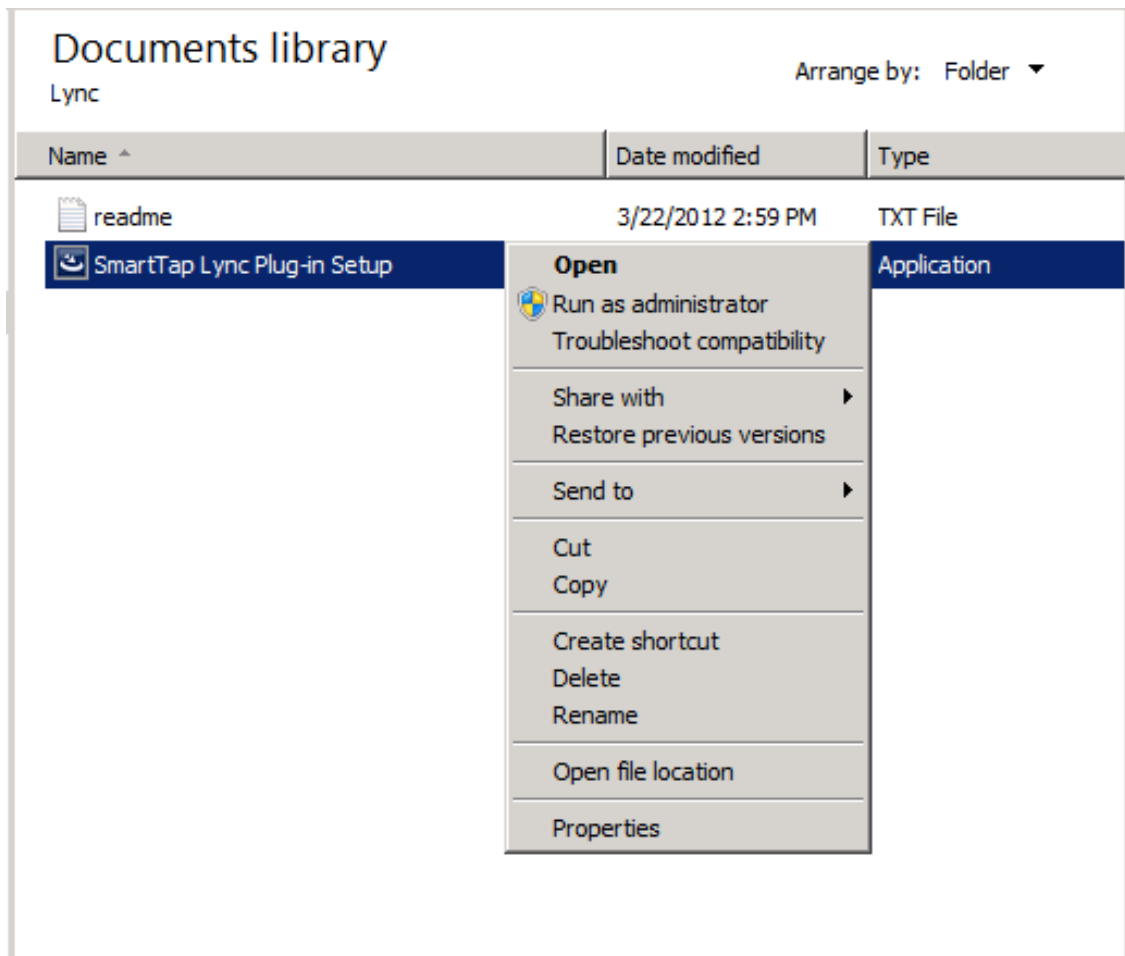 Documents library
Lync
Arrange by: Folder
Name Date modified Type
readme 3/22/2012 2:59 PM TXT File
SmartTap Lync Plug-in Setup Application
Open
Run as administrator
Troubleshoot compatibility
Share with
Restore previous versions
Send to
Cut
Copy
Create shortcut
Delete
Rename
Open file location
Properties